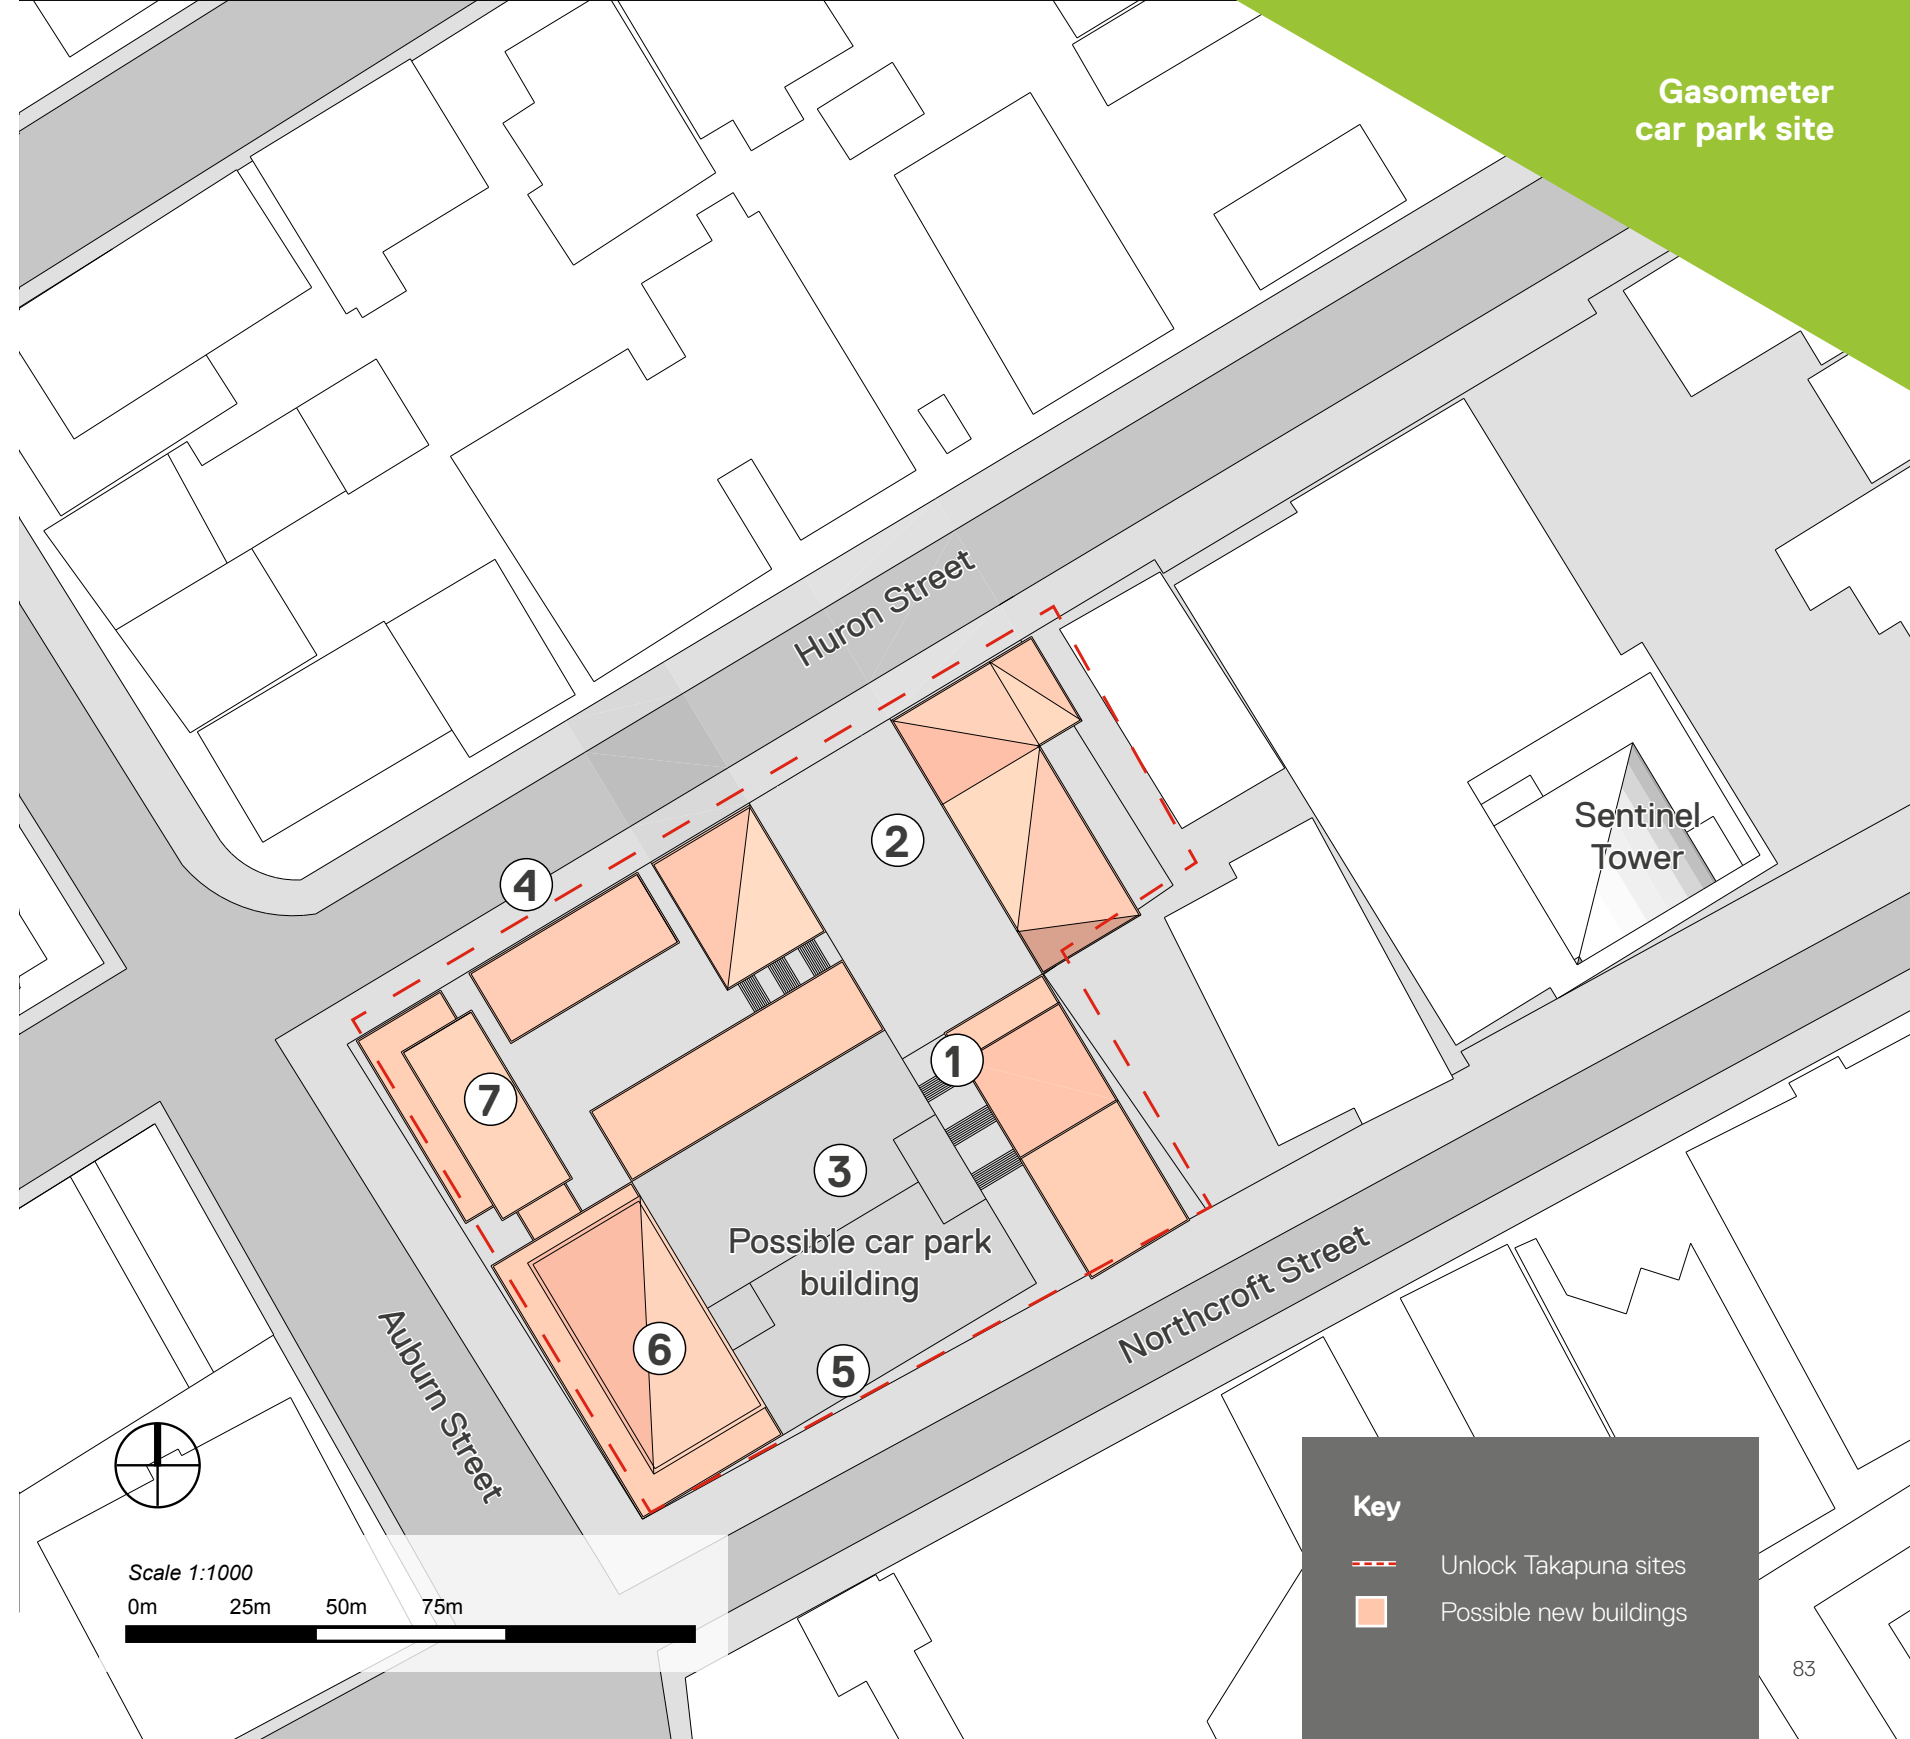 Gasometer
car park site
Huron Street
Sentinel
Tower
2
4
1
7
3
Possible car park
building
Northcroft Street
6
5
Auburn Street
Scale 1:1000
0m 25m 50m 75m
Key
Unlock Takapuna sites
Possible new buildings
83